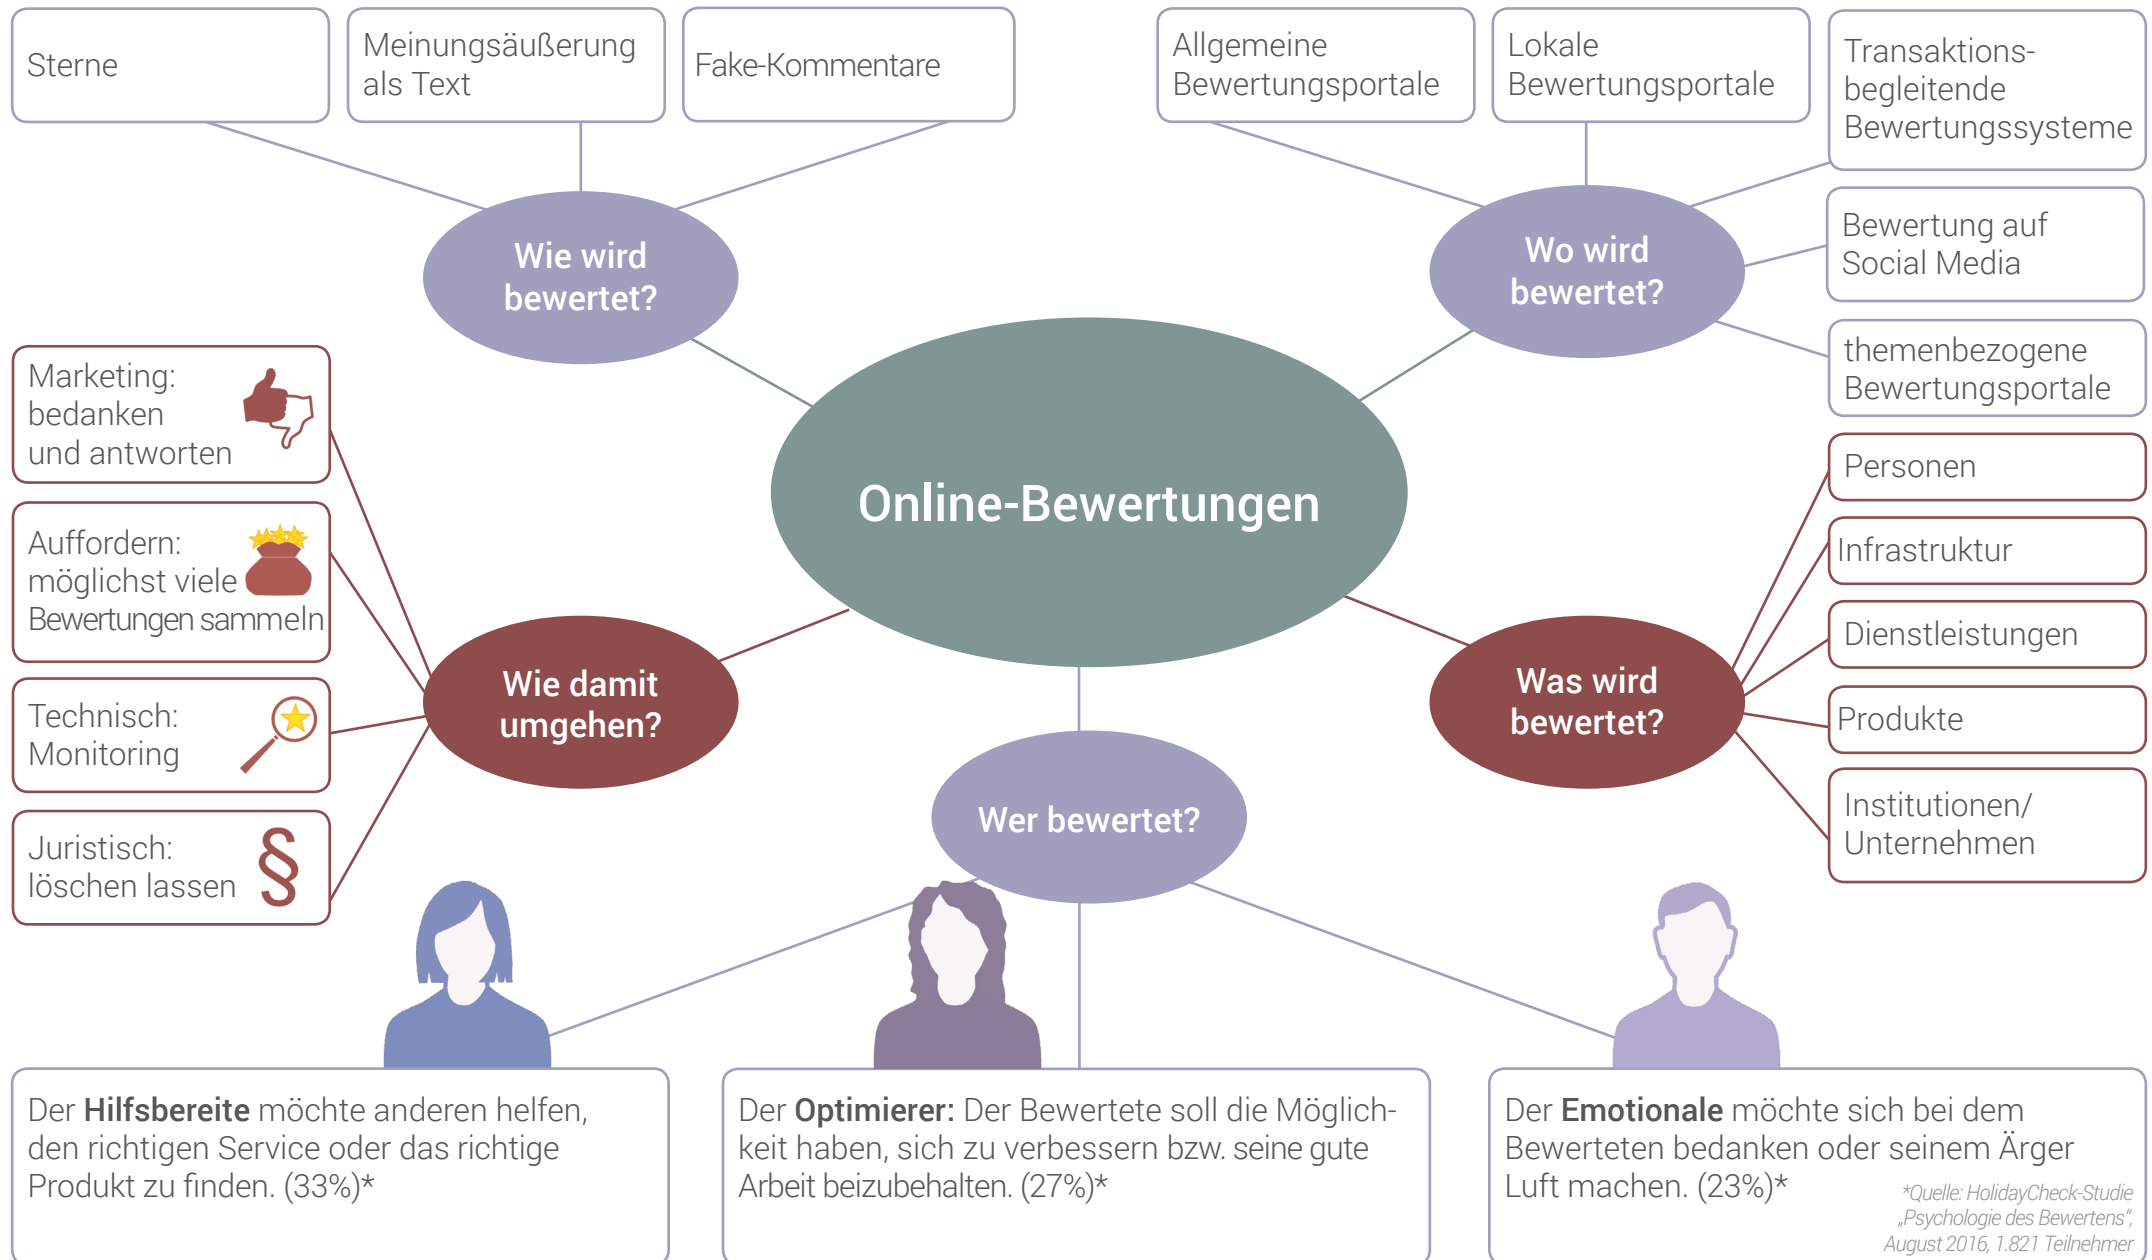 Sterne
Meinungsäußerung
als Text
Fake-Kommentare
Allgemeine
Bewertungsportale
Lokale
Bewertungsportale
Transaktions-
begleitende
Bewertungssysteme
Wie wird
bewertet?
Wo wird
bewertet?
Bewertung auf
Social Media
themenbezogene
Bewertungsportale
Marketing:
bedanken
und antworten
Auffordern:
möglichst viele
Bewertungen sammeln
Technisch:
Monitoring
Juristisch:
löschen lassen
§
Online-Bewertungen
Wie damit
umgehen?
Was wird
bewertet?
Personen
Infrastruktur
Dienstleistungen
Produkte
Institutionen/
Unternehmen
Wer bewertet?
Der Hilfsbereite möchte anderen helfen,
den richtigen Service oder das richtige
Produkt zu finden. (33%)*
Der Optimierer: Der Bewertete soll die Möglich-
keit haben, sich zu verbessern bzw. seine gute
Arbeit beizubehalten. (27%)*
Der Emotionale möchte sich bei dem
Bewerteten bedanken oder seinem Ärger
Luft machen. (23%)*
*Quelle: HolidayCheck-Studie
„Psychologie des Bewertens“,
August 2016, 1.821 Teilnehmer